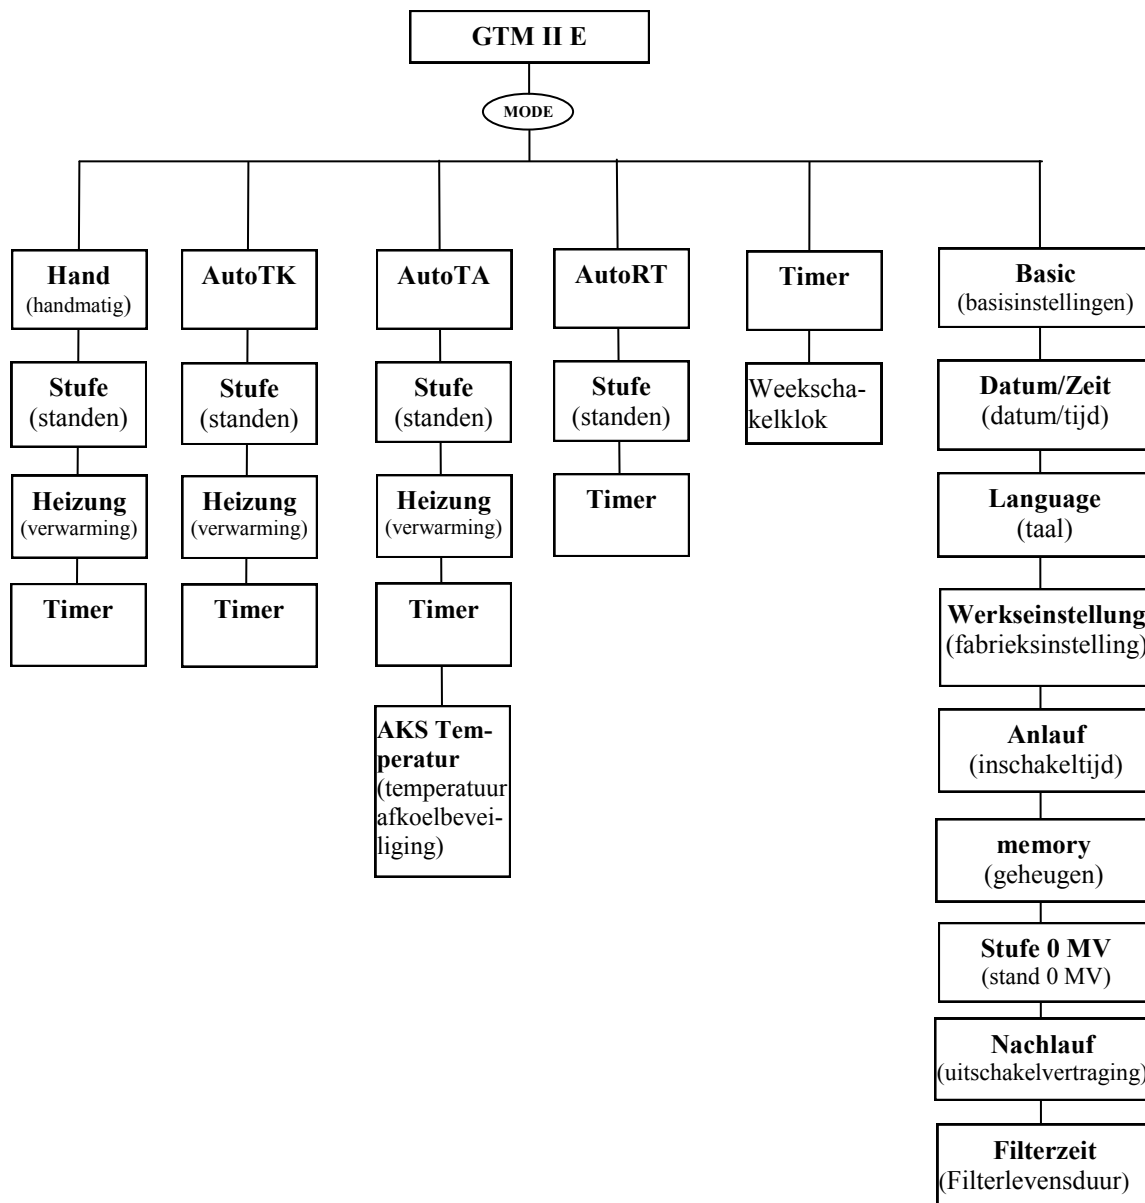 GTM II E
MODE
Hand
(handmatig)
Stufe
(standen)
Heizung
(verwarming)
Timer
AutoTK
Stufe
(standen)
Heizung
(verwarming)
Timer
AutoTA
Stufe
(standen)
Heizung
(verwarming)
Timer
AKS Tem-
peratur
(temperatuur
afkoelbevei-
liging)
AutoRT
Stufe
(standen)
Timer
Timer
Weekscha-
kelklok
Basic
(basisinstellingen)
Datum/Zeit
(datum/tijd)
Language
(taal)
Werkseinstellung
(fabrieksinstelling)
Anlauf
(inschakeltijd)
memory
(geheugen)
Stufe 0 MV
(stand 0 MV)
Nachlauf
(uitschakelvertraging)
Filterzeit
(Filterlevensduur)